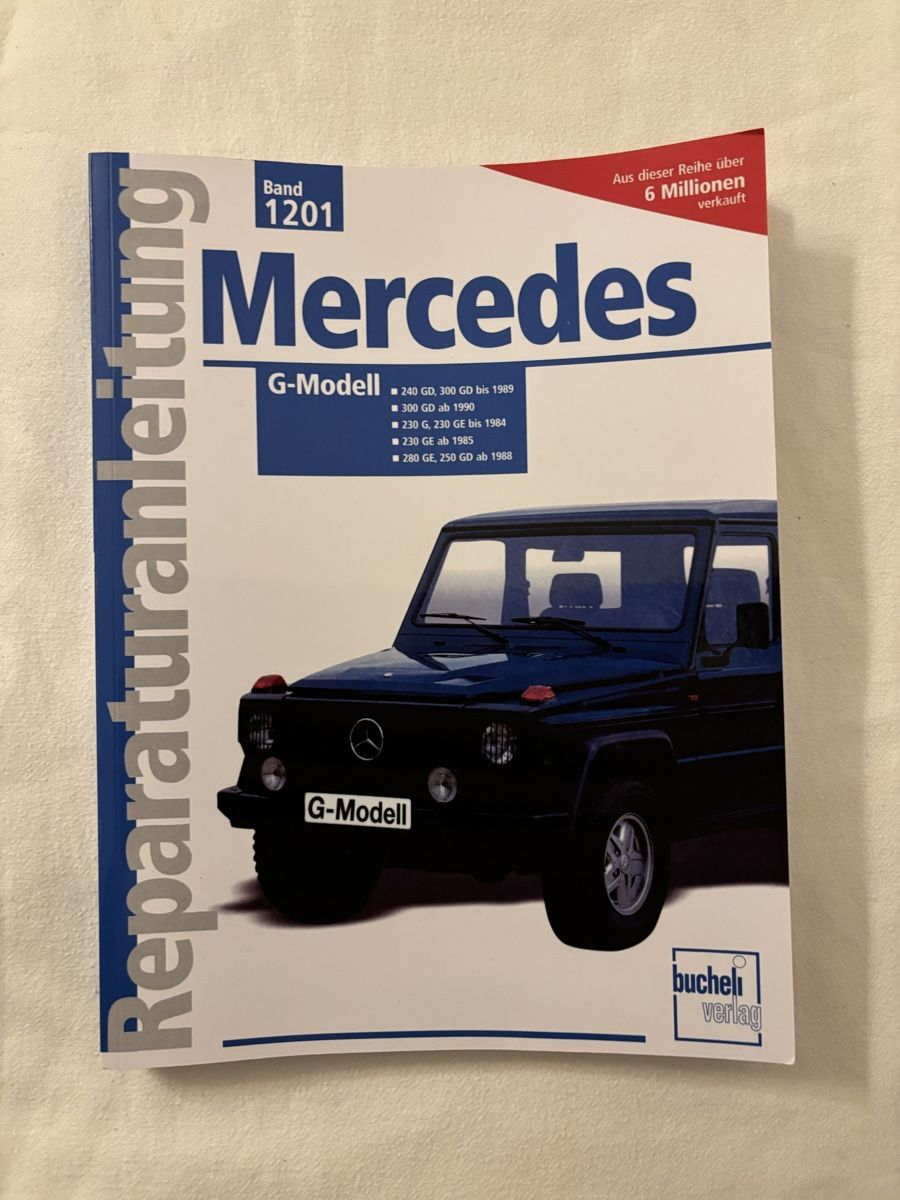 Reparaturanleitung
Band
1201
Aus dieser Reihe über
6 Millionen
verkauft
Mercedes
G-Modell
240 GD, 300 GD bis 1989
300 GD ab 1990
230 G, 230 GE bis 1984
230 GE ab 1985
280 GE, 250 GD ab 1988
G-Modell
bucheli
verlag